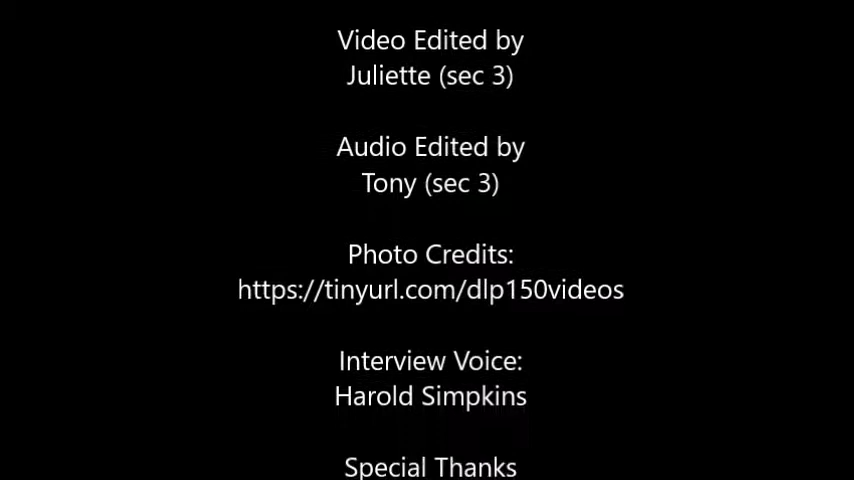 Video Edited by
Juliette (sec 3)
Audio Edited by
Tony (sec 3)
Photo Credits:
https://tinyurl.com/dlp150videos
Interview Voice:
Harold Simpkins
Special Thanks